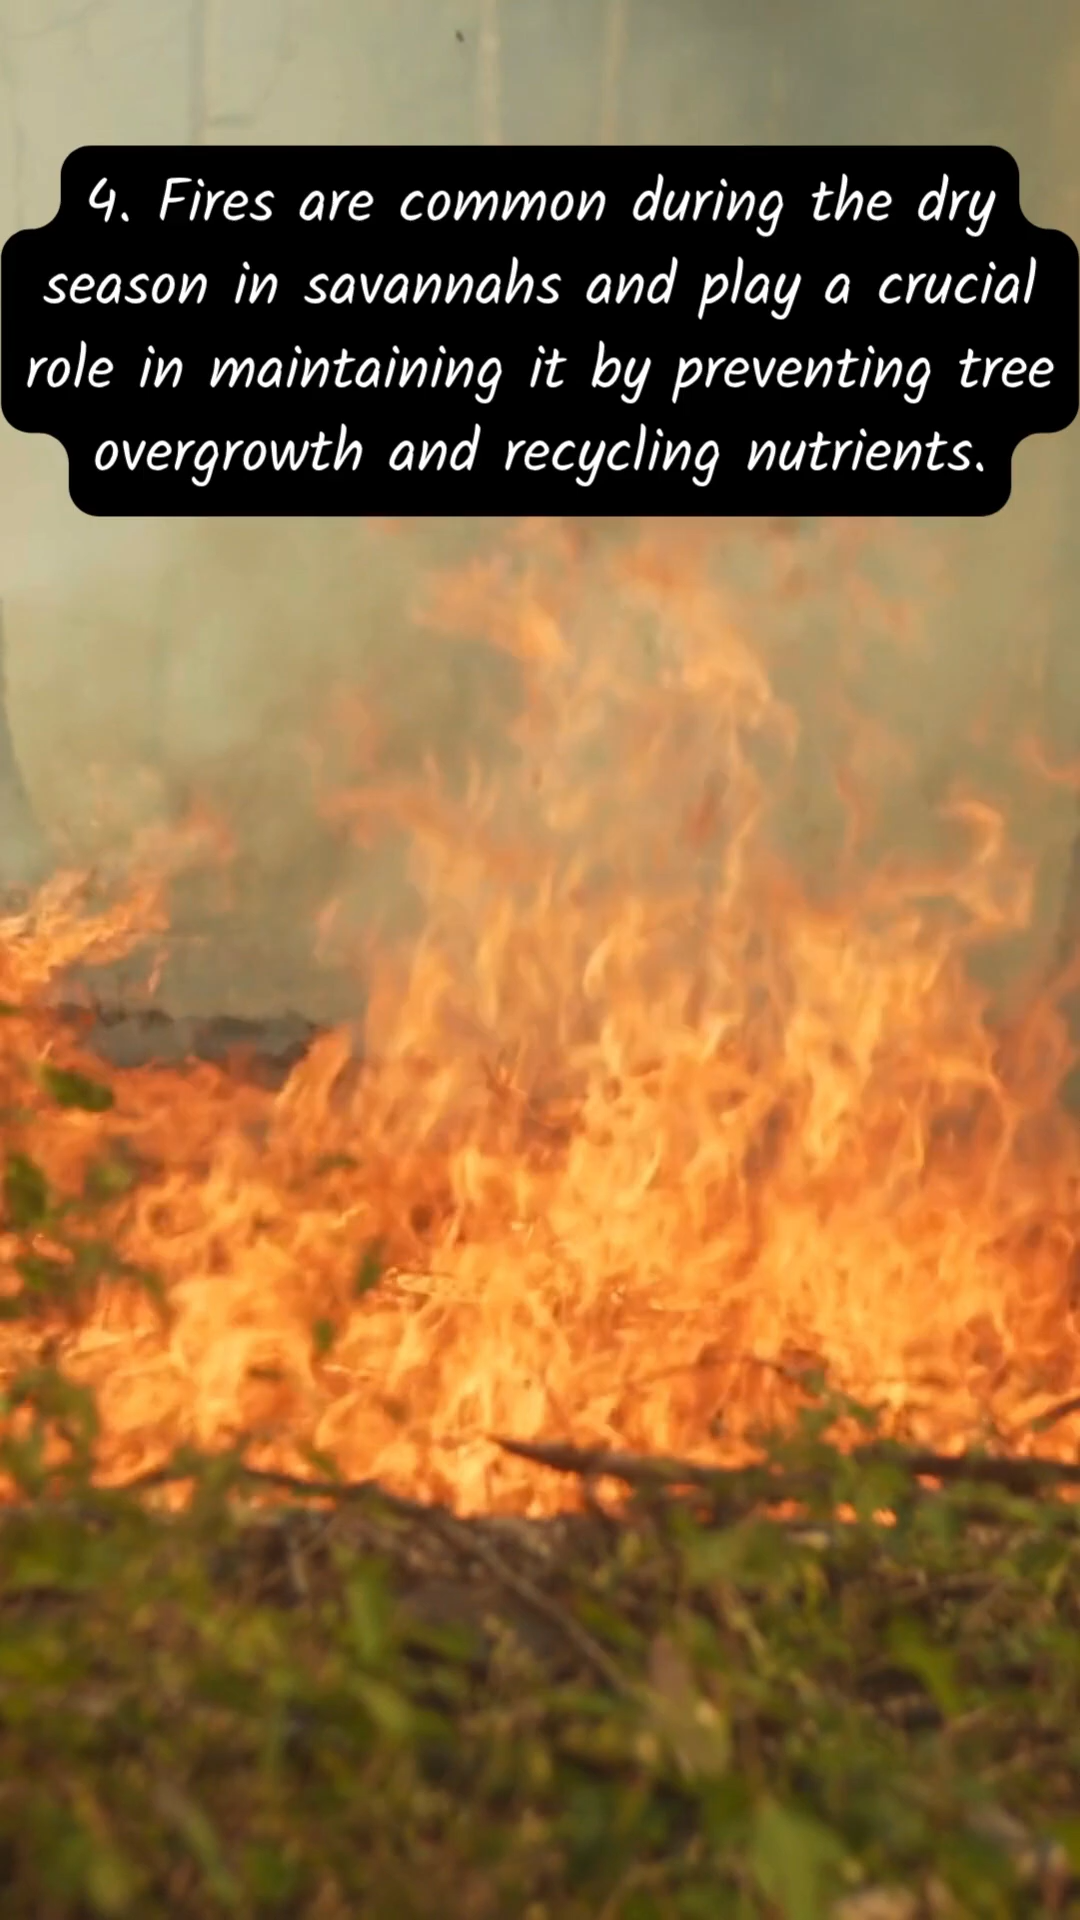 4. Fires are common during the dry
season in savannahs and play a crucial
role in maintaining it by preventing tree
overgrowth and recycling nutrients.